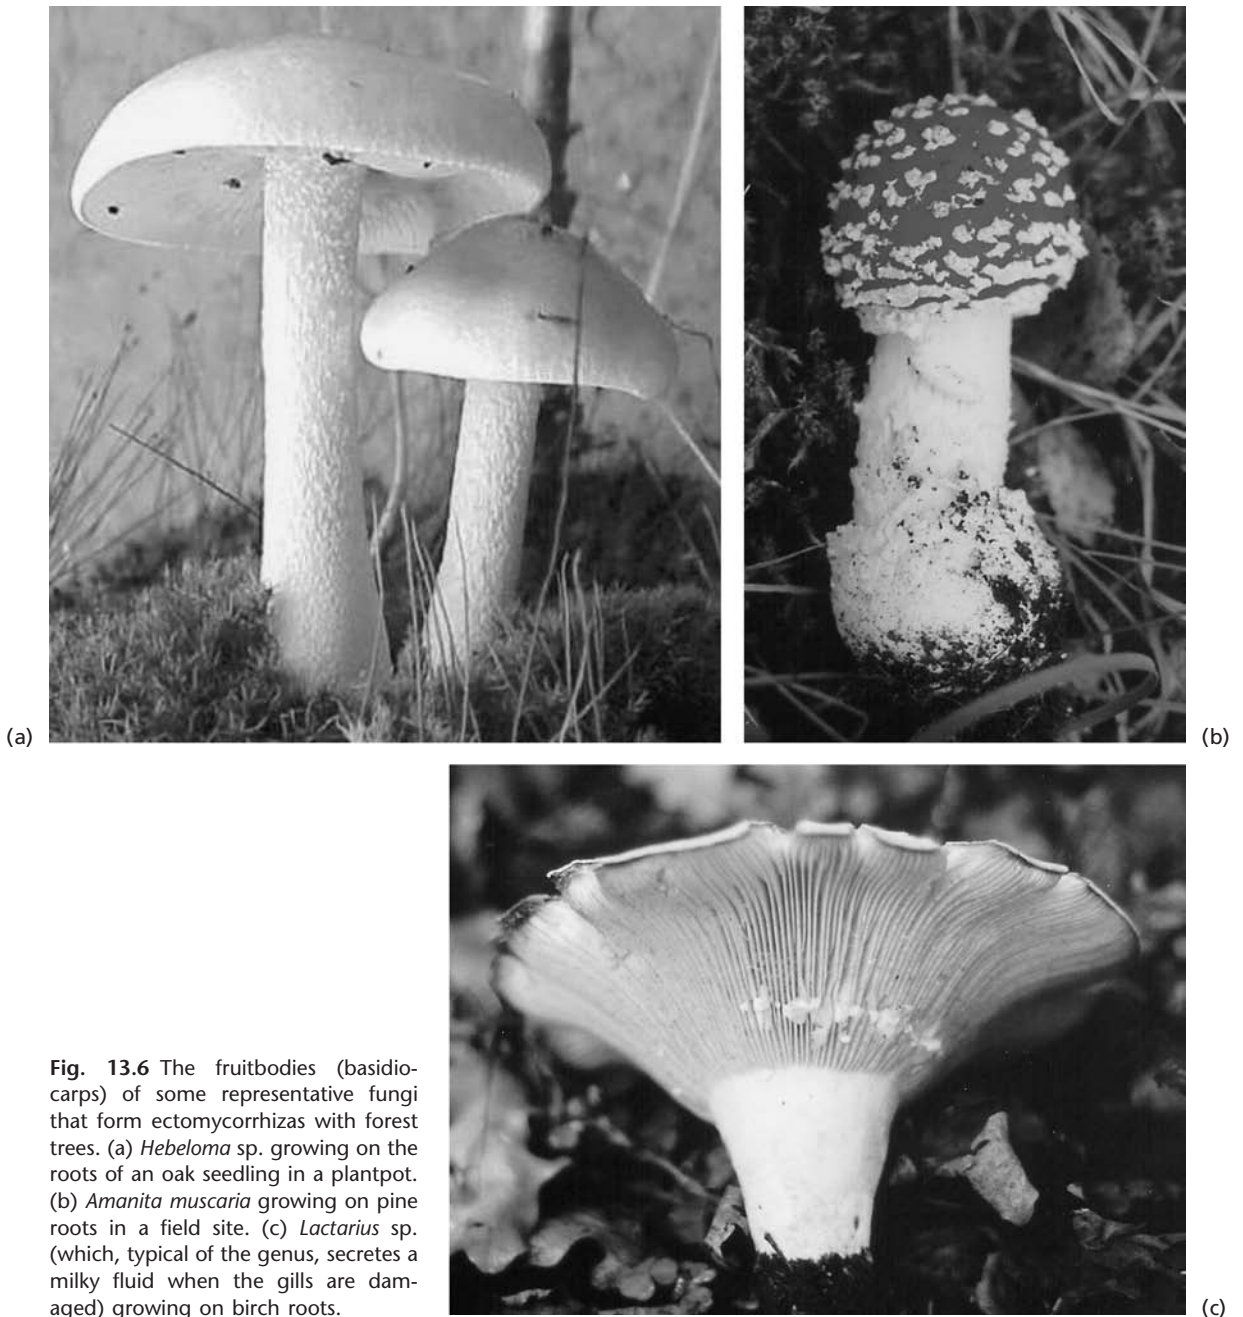 (a)
(b)
Fig. 13.6 The fruitbodies (basidio-
carps) of some representative fungi
that form ectomycorrhizas with forest
trees. (a) Hebeloma sp. growing on the
roots of an oak seedling in a plantpot.
(b) Amanita muscaria growing on pine
roots in a field site. (c) Lactarius sp.
(which, typical of the genus, secretes a
milky fluid when the gills are dam-
aged) growing on birch roots.
(c)